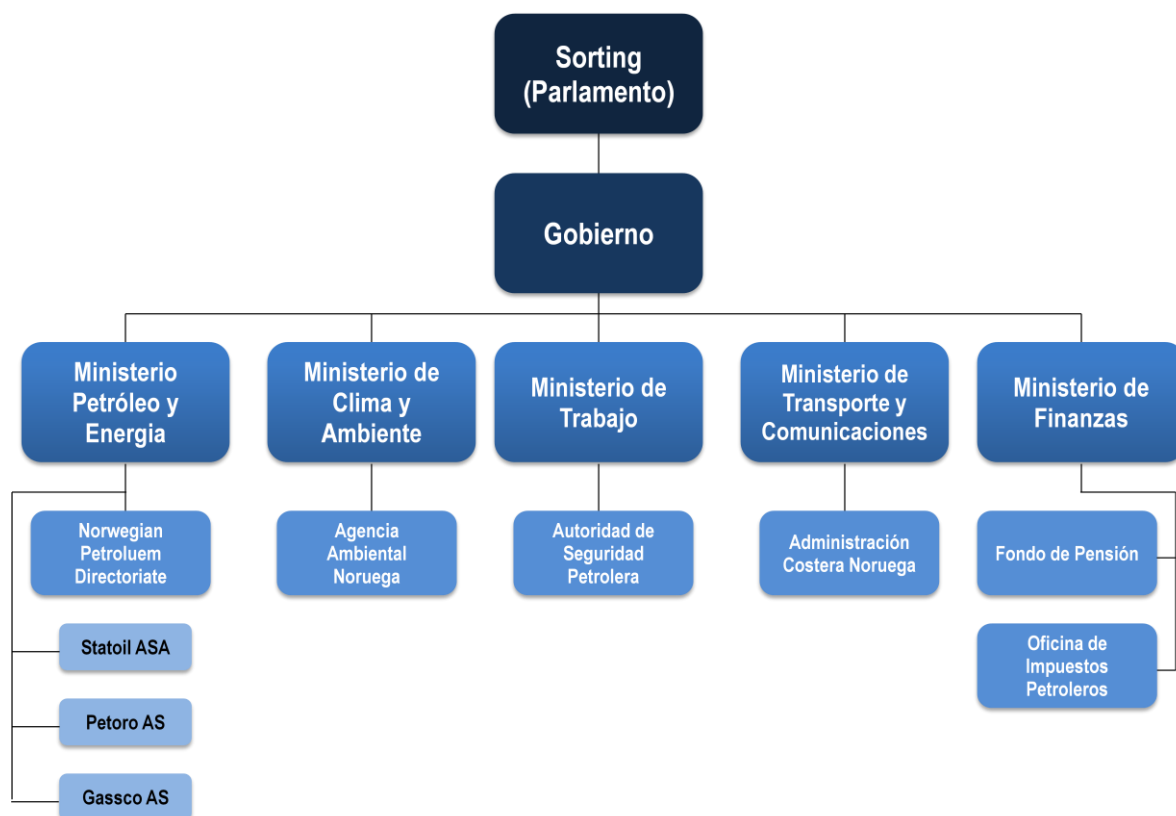 Sorting
(Parlamento)
Gobierno
Ministerio
Petróleo y
Energia
Ministerio de
Clima y
Ambiente
Ministerio de
Trabajo
Ministerio de
Transporte y
Comunicaciones
Ministerio de
Finanzas
Norwegian
Petroluem
Directoriate
Agencia
Ambiental
Noruega
Autoridad de
Seguridad
Petrolera
Administración
Costera Noruega
Fondo de Pensión
Statoil ASA
Oficina de
Impuestos
Petroleros
Petoro AS
Gassco AS